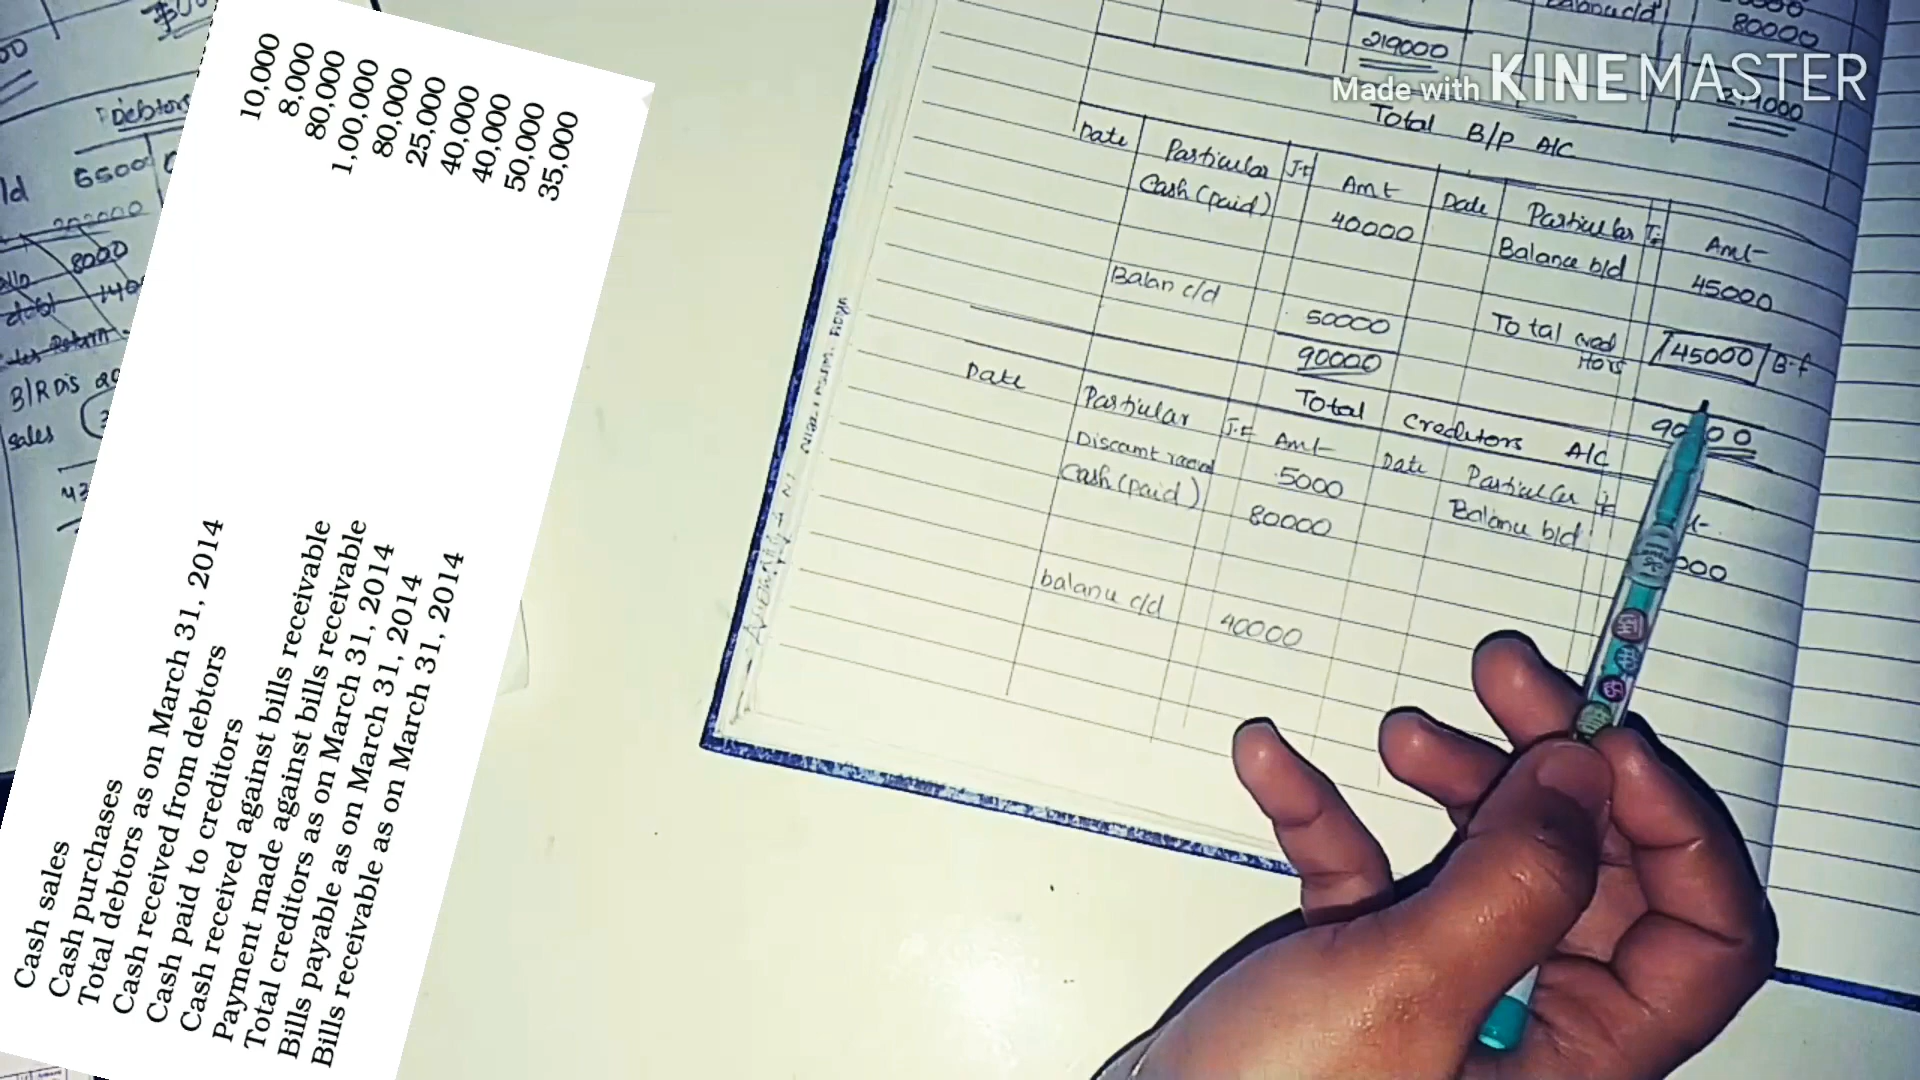 Cash sales 10,000
Cash purchases 8,000
Total debtors as on March 31, 2014 80,000
Cash received from debtors 1,00,000
Cash paid to creditors 80,000
Cash received against bills receivable 25,000
Payment made against bills receivable 40,000
Total creditors as on March 31, 2014 40,000
Bills payable as on March 31, 2014 50,000
Bills receivable as on March 31, 2014 35,000
Debtors
6500
8000
B/R Dis
sales
Made with KINEMASTER
80000
219000
Total B/P A/C
Date Particular J.F Amt Date Particular J.F Amt
Cash (paid) 40000 Balance b/d 45000
Balan c/d 50000 Total cred 45000 B.f
90000
Total Creditors A/C
Date Particular J.F Amt Date Particular J.F
Discount 5000 Balance b/d
Cash (paid) 80000
balance c/d 40000